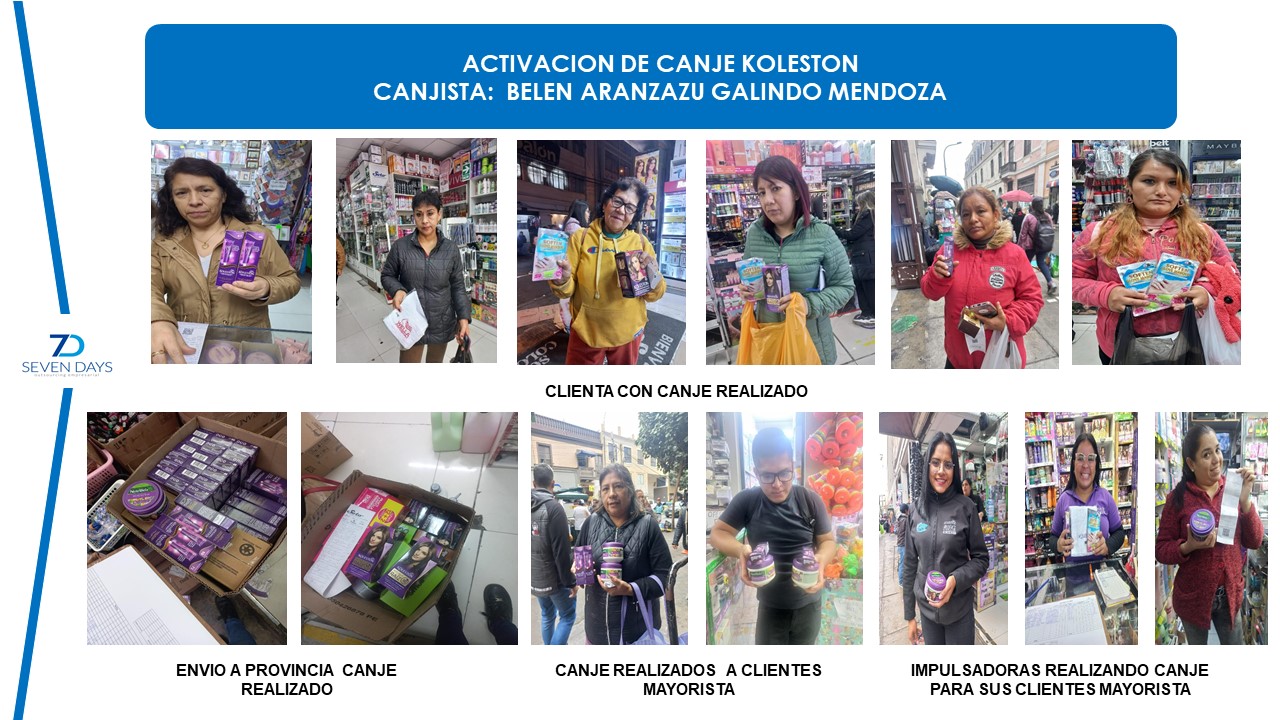 ACTIVACION DE CANJE KOLESTON
CANJISTA: BELEN ARANZAZU GALINDO MENDOZA
7D
SEVEN DAYS
CLIENTA CON CANJE REALIZADO
ENVIO A PROVINCIA CANJE
REALIZADO
CANJE REALIZADOS A CLIENTES
MAYORISTA
IMPULSADORAS REALIZANDO CANJE
PARA SUS CLIENTES MAYORISTA